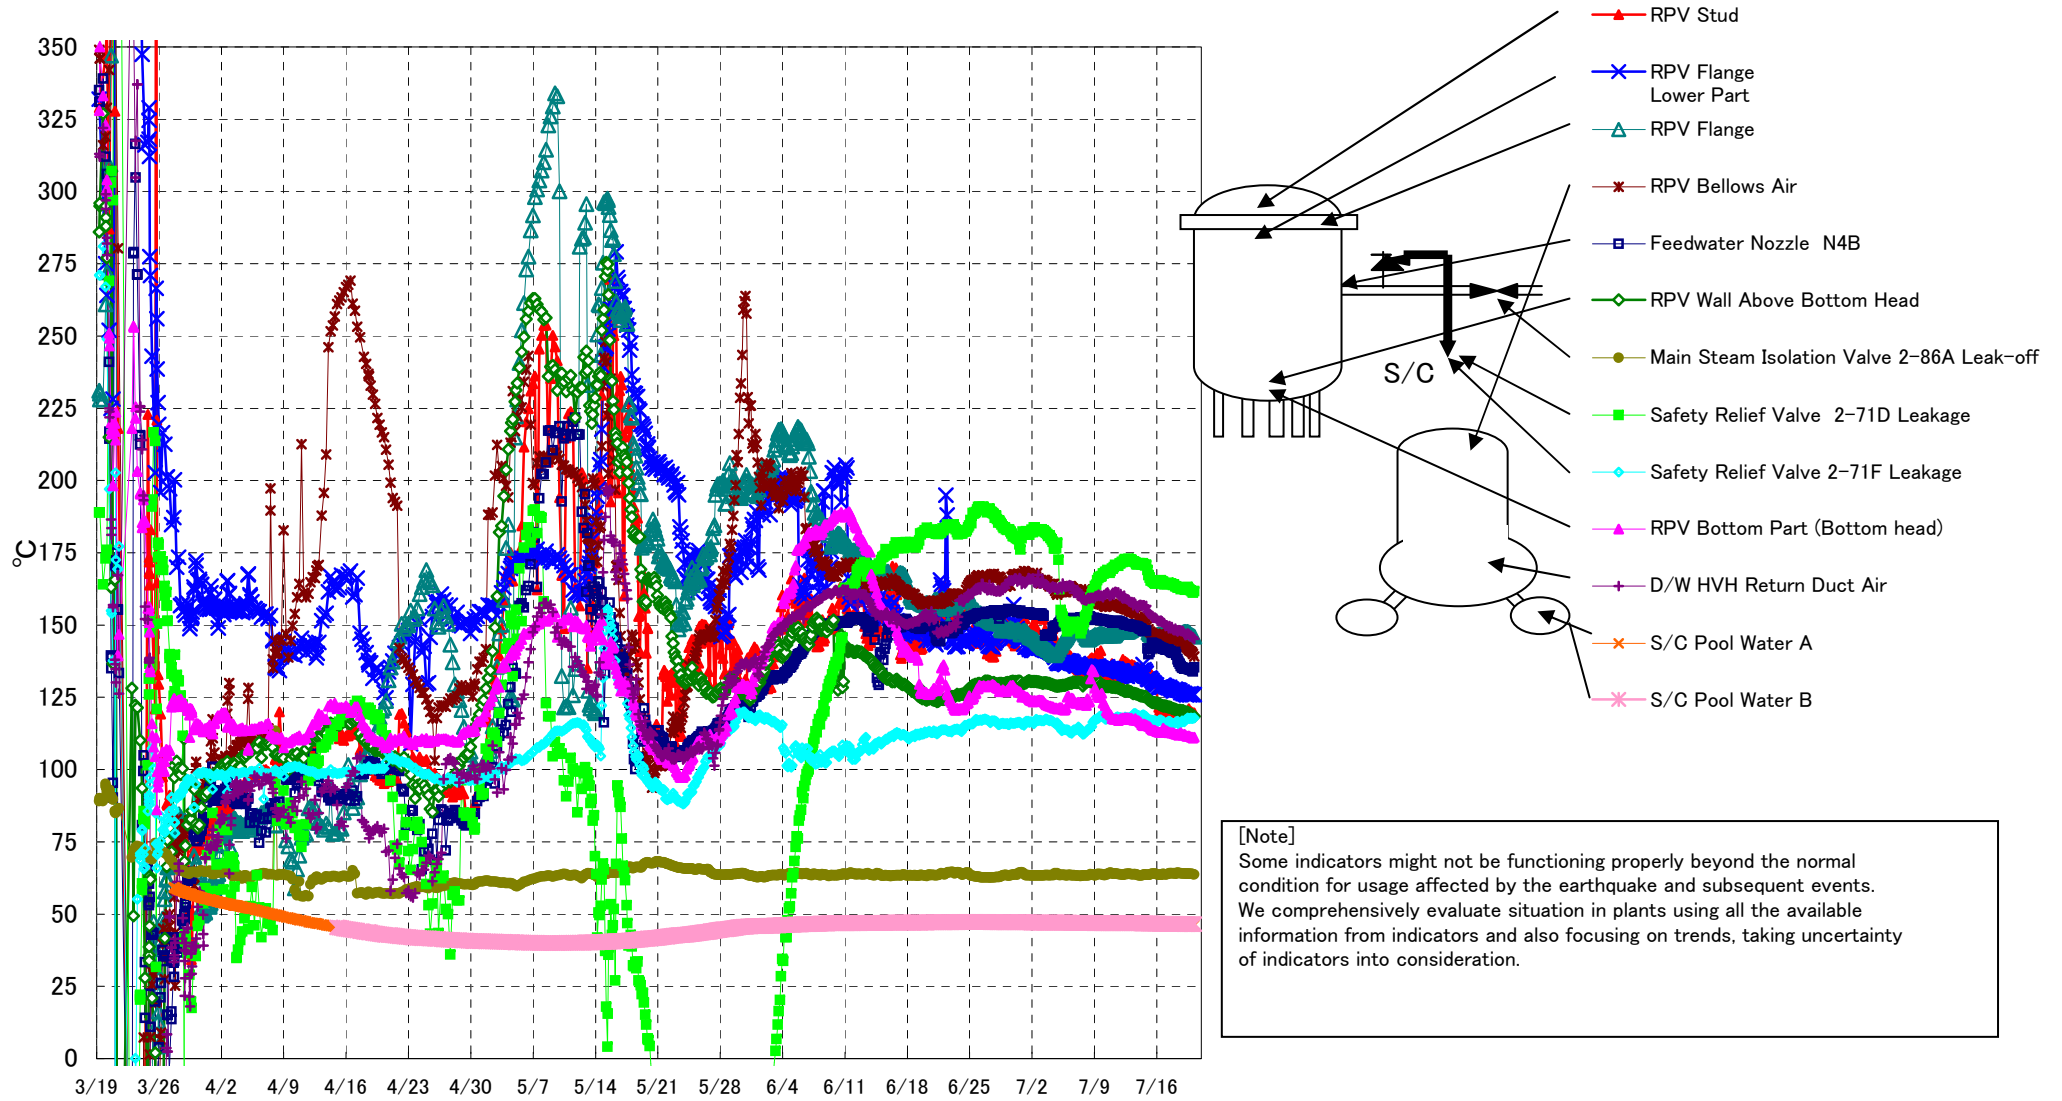 350
325
300
275
250
225
200
175
150
125
100
75
50
25
0
℃
3/19 3/26 4/2 4/9 4/16 4/23 4/30 5/7 5/14 5/21 5/28 6/4 6/11 6/18 6/25 7/2 7/9 7/16
RPV Stud
RPV Flange
Lower Part
RPV Flange
RPV Bellows Air
Feedwater Nozzle N4B
RPV Wall Above Bottom Head
Main Steam Isolation Valve 2-86A Leak-off
Safety Relief Valve 2-71D Leakage
Safety Relief Valve 2-71F Leakage
RPV Bottom Part (Bottom head)
D/W HVH Return Duct Air
S/C Pool Water A
S/C Pool Water B
S/C
[Note]
Some indicators might not be functioning properly beyond the normal
condition for usage affected by the earthquake and subsequent events.
We comprehensively evaluate situation in plants using all the available
information from indicators and also focusing on trends, taking uncertainty
of indicators into consideration.